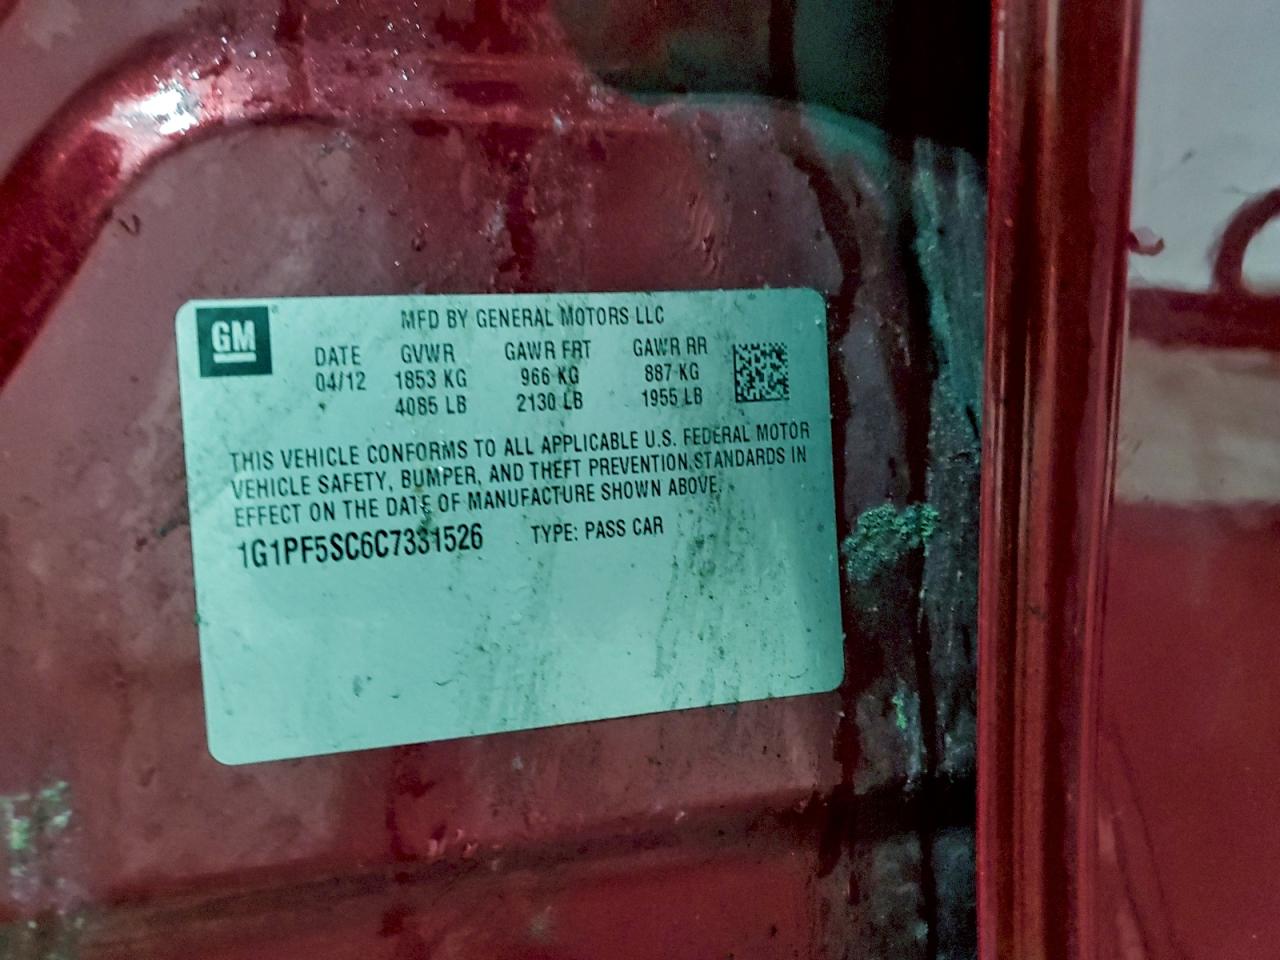 GM
MFD BY GENERAL MOTORS LLC
DATE GVWR GAWR FRT GAWR RR
04/12 1853 KG 966 KG 887 KG
4085 LB 2130 LB 1955 LB
THIS VEHICLE CONFORMS TO ALL APPLICABLE U.S. FEDERAL MOTOR
VEHICLE SAFETY, BUMPER, AND THEFT PREVENTION STANDARDS IN
EFFECT ON THE DATE OF MANUFACTURE SHOWN ABOVE.
1G1PF5SC6C7331526 TYPE: PASS CAR